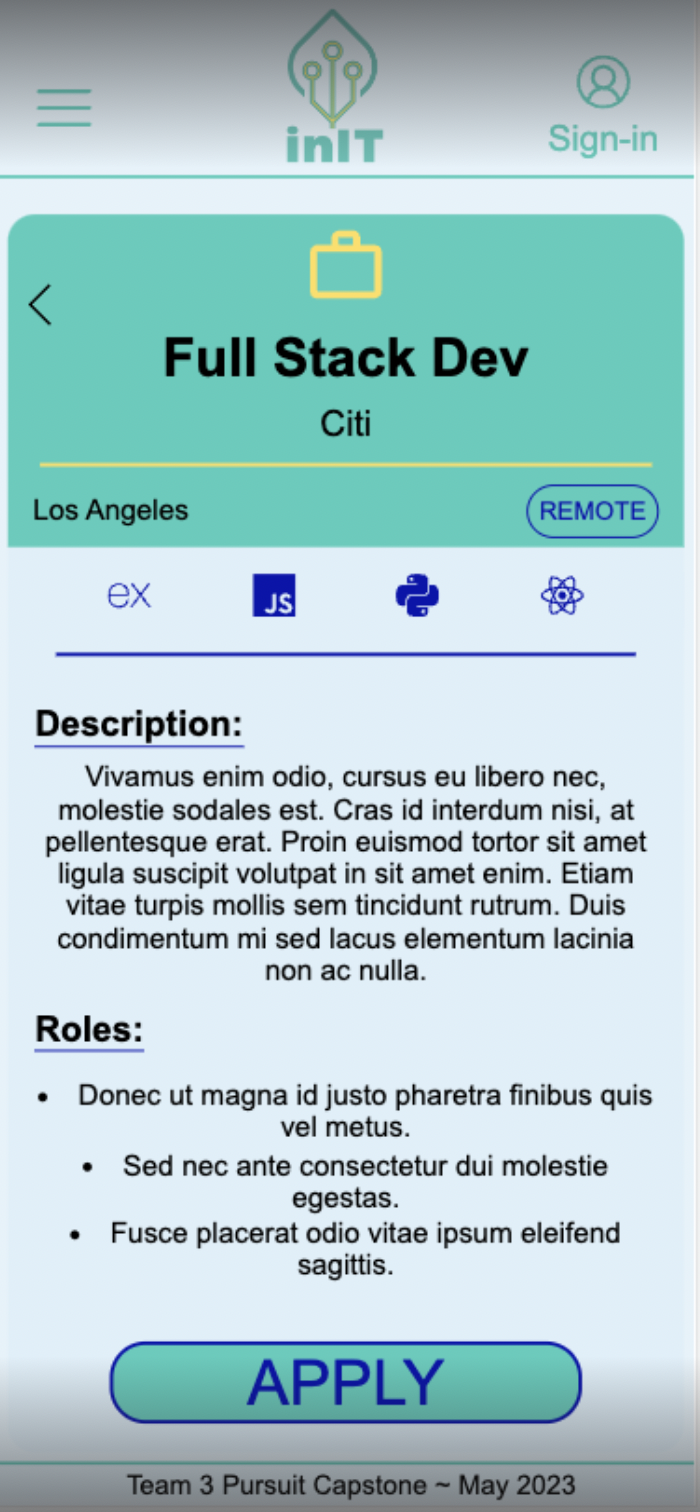 inIT
Sign-in
Full Stack Dev
Citi
Los Angeles
REMOTE
ex
JS
Description:
Vivamus enim odio, cursus eu libero nec,
molestie sodales est. Cras id interdum nisi, at
pellentesque erat. Proin euismod tortor sit amet
ligula suscipit volutpat in sit amet enim. Etiam
vitae turpis mollis sem tincidunt rutrum. Duis
condimentum mi sed lacus elementum lacinia
non ac nulla.
Roles:
• Donec ut magna id justo pharetra finibus quis
vel metus.
• Sed nec ante consectetur dui molestie
egestas.
• Fusce placerat odio vitae ipsum eleifend
sagittis.
APPLY
Team 3 Pursuit Capstone ~ May 2023